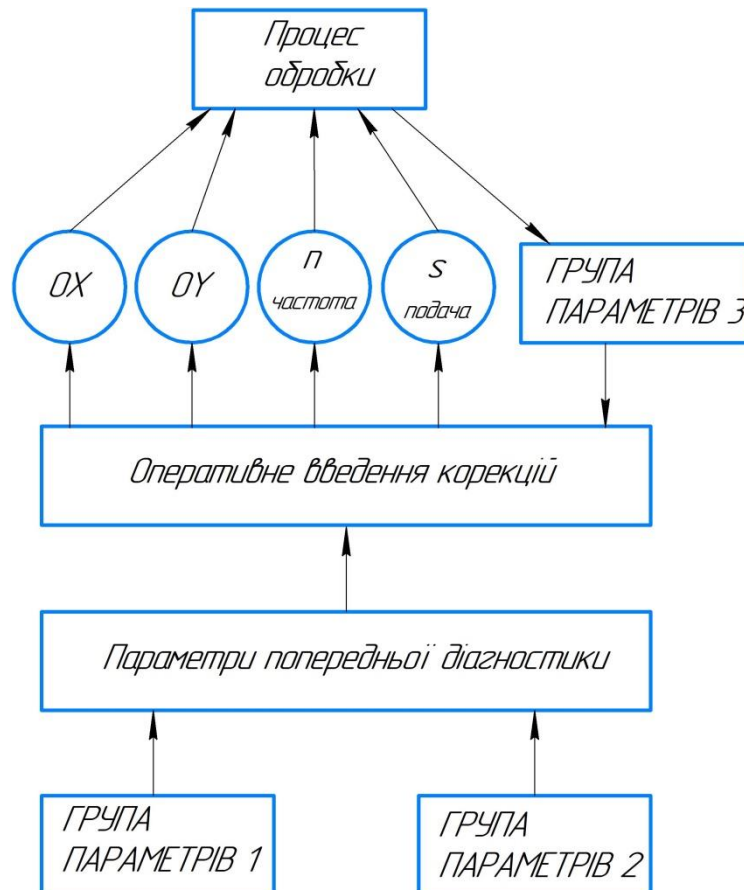 Процес
обробки
OX
OY
n
частота
s
подача
ГРУПА
ПАРАМЕТРІВ 3
Оперативне введення корекцій
Параметри попередньої діагностики
ГРУПА
ПАРАМЕТРІВ 1
ГРУПА
ПАРАМЕТРІВ 2